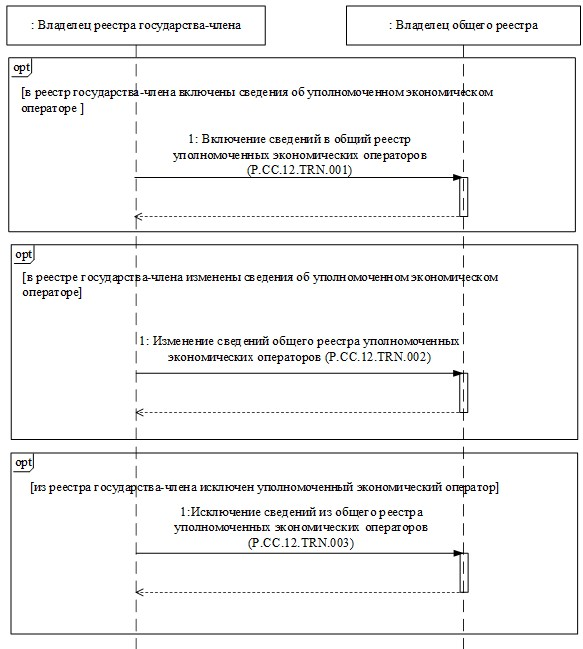 : Владелец реестра государства-члена
: Владелец общего реестра
opt
[в реестр государства-члена включены сведения об уполномоченном экономическом
операторе ]
1: Включение сведений в общий реестр
уполномоченных экономических операторов
(P.CC.12.TRN.001)
opt
[в реестре государства-члена изменены сведения об уполномоченном экономическом
операторе]
1: Изменение сведений общего реестра уполномоченных
экономических операторов (P.CC.12.TRN.002)
opt
[из реестра государства-члена исключен уполномоченный экономический оператор]
1:Исключение сведений из общего реестра
уполномоченных экономических операторов
(P.CC.12.TRN.003)